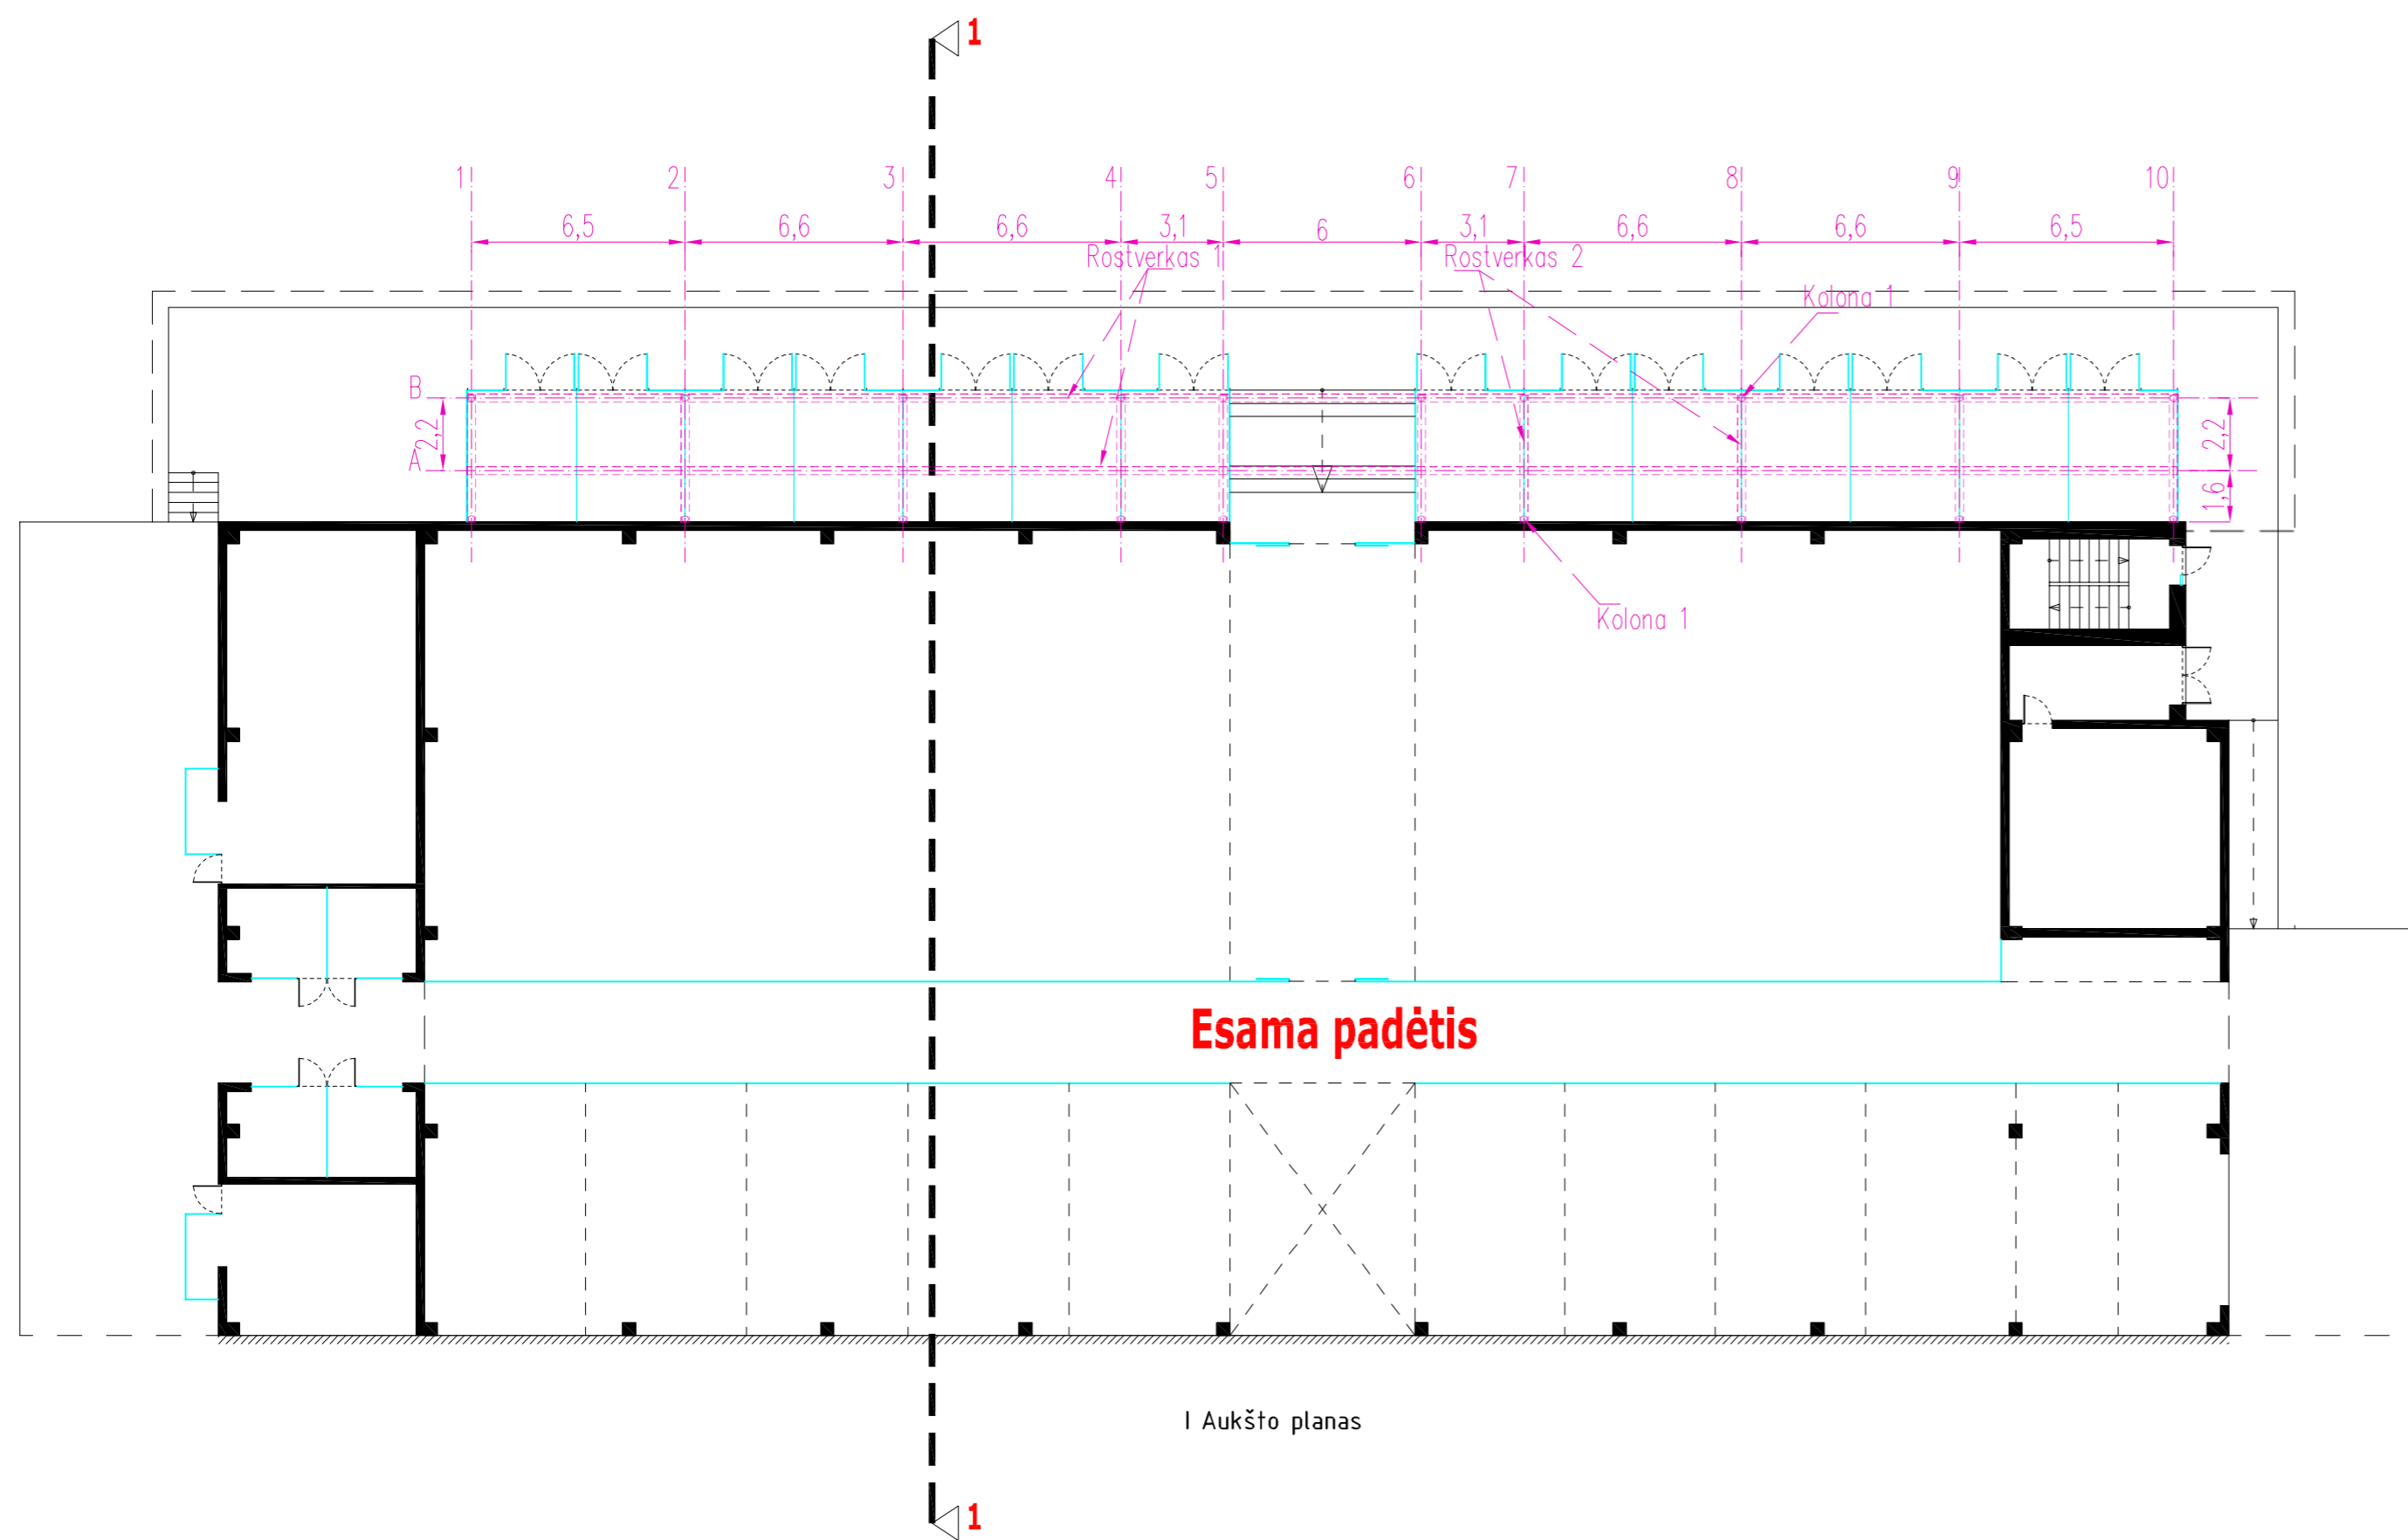 1
1 2 3 4 5 6 7 8 9 10
6,5 6,6 6,6 3,1 6 3,1 6,6 6,6 6,5
Rostverkas 1 Rostverkas 2
Kolona 1
B
2,2 2,2
A
1,6
Kolona 1
Esama padėtis
I Aukšto planas
1